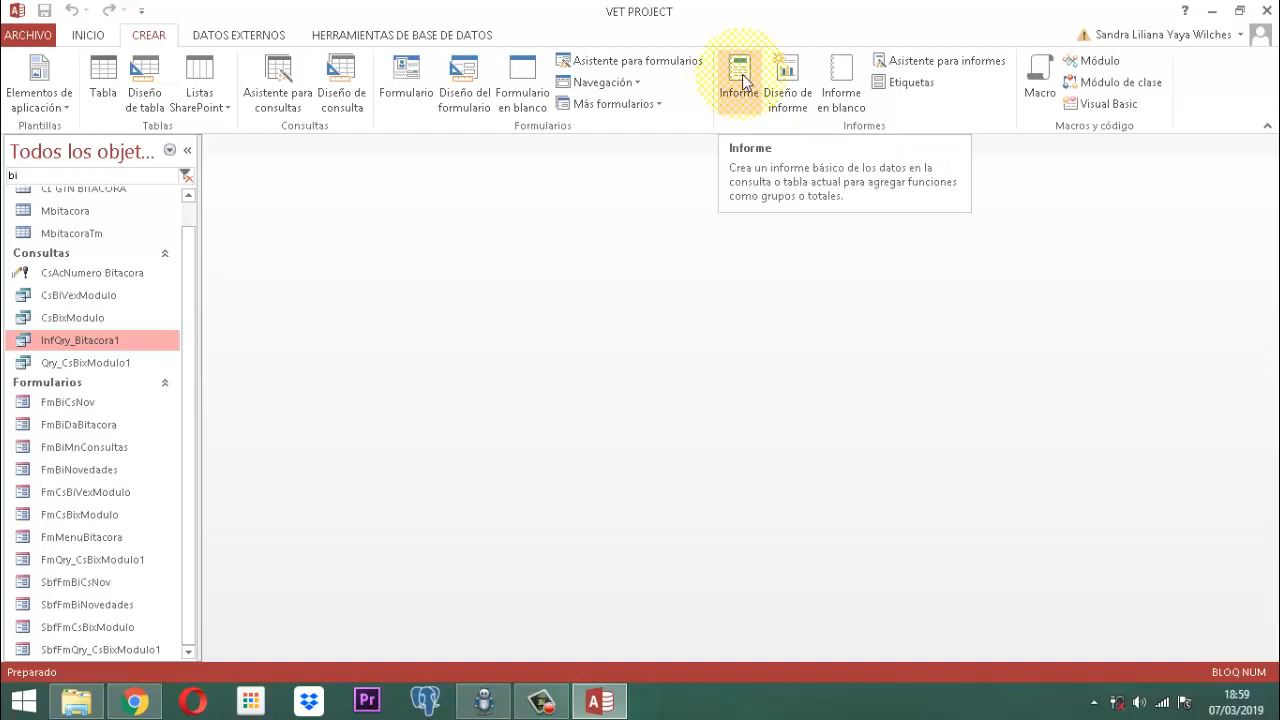 VET PROJECT
?
ARCHIVO INICIO CREAR DATOS EXTERNOS HERRAMIENTAS DE BASE DE DATOS Sandra Liliana Yaya Wilches
Elementos de aplicación
Plantillas
Tabla
Diseño de tabla
Listas SharePoint
Tablas
Asistente para consultas
Diseño de consulta
Consultas
Formulario
Diseño del formulario
Formulario en blanco
Asistente para formularios
Navegación
Más formularios
Formularios
Informe
Diseño de informe
Informe en blanco
Asistente para informes
Etiquetas
Informes
Macro
Módulo
Módulo de clase
Visual Basic
Macros y código
Informe
Crea un informe básico de los datos en la
consulta o tabla actual para agregar funciones
como grupos o totales.
Todos los objet...
bi
CL GTN BITACORA
Mbitacora
MbitacoraTm
Consultas
CsAcNumero Bitacora
CsBiVexModulo
CsBixModulo
InfQry_Bitacora1
Qry_CsBixModulo1
Formularios
FmBiCsNov
FmBiDaBitacora
FmBiMnConsultas
FmBiNovedades
FmCsBiVexModulo
FmCsBixModulo
FmMenuBitacora
FmQry_CsBixModulo1
SbfFmBiCsNov
SbfFmBiNovedades
SbfFmCsBixModulo
SbfFmQry_CsBixModulo1
Preparado
BLOQ NUM
Pr
18:59
07/03/2019